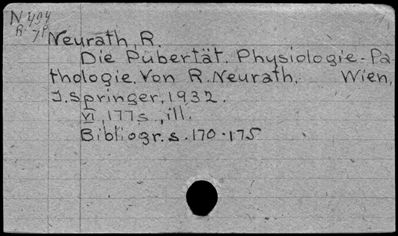 N 494
R-71
Neurath, R.
Die Pubertät. Physiologie-Pa
thologie. Von R. Neurath. Wien,
J. Springer, 1932.
VI, 177 s., ill.
Bibliogr. s. 170-175